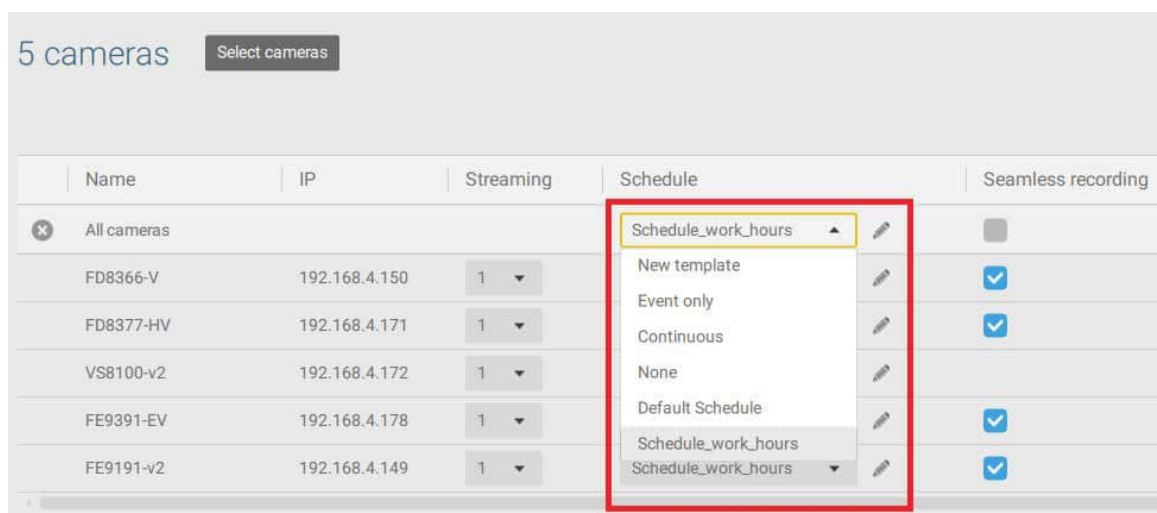 5 cameras Select cameras
Name IP Streaming Schedule Seamless recording
All cameras Schedule_work_hours
FD8366-V 192.168.4.150 1 New template
Event only
FD8377-HV 192.168.4.171 1 Continuous
VS8100-v2 192.168.4.172 1 None
Default Schedule
FE9391-EV 192.168.4.178 1
Schedule_work_hours
FE9191-v2 192.168.4.149 1 Schedule_work_hours